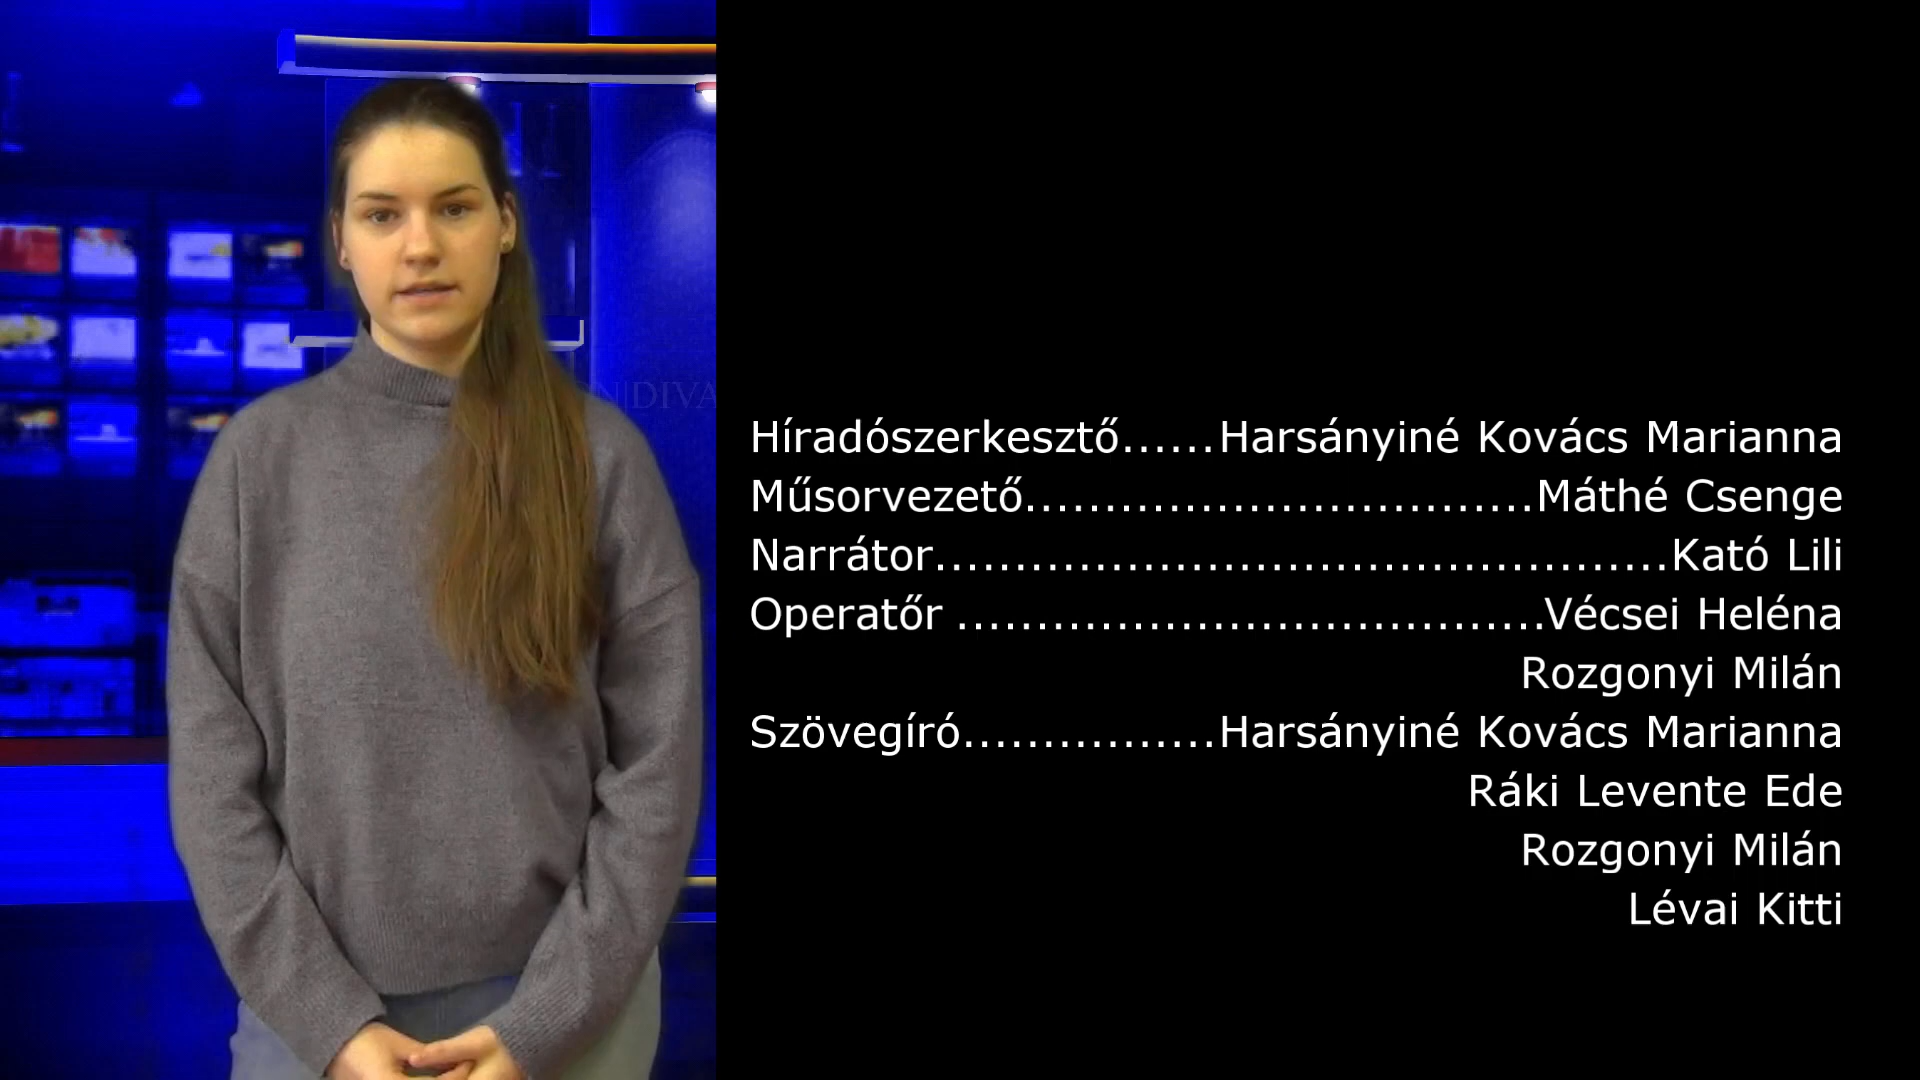 N|DIVA
Híradószerkesztő......Harsányiné Kovács Marianna
Műsorvezető................................Máthé Csenge
Narrátor..............................................Kató Lili
Operatőr .....................................Vécsei Heléna
Rozgonyi Milán
Szövegíró................Harsányiné Kovács Marianna
Ráki Levente Ede
Rozgonyi Milán
Lévai Kitti